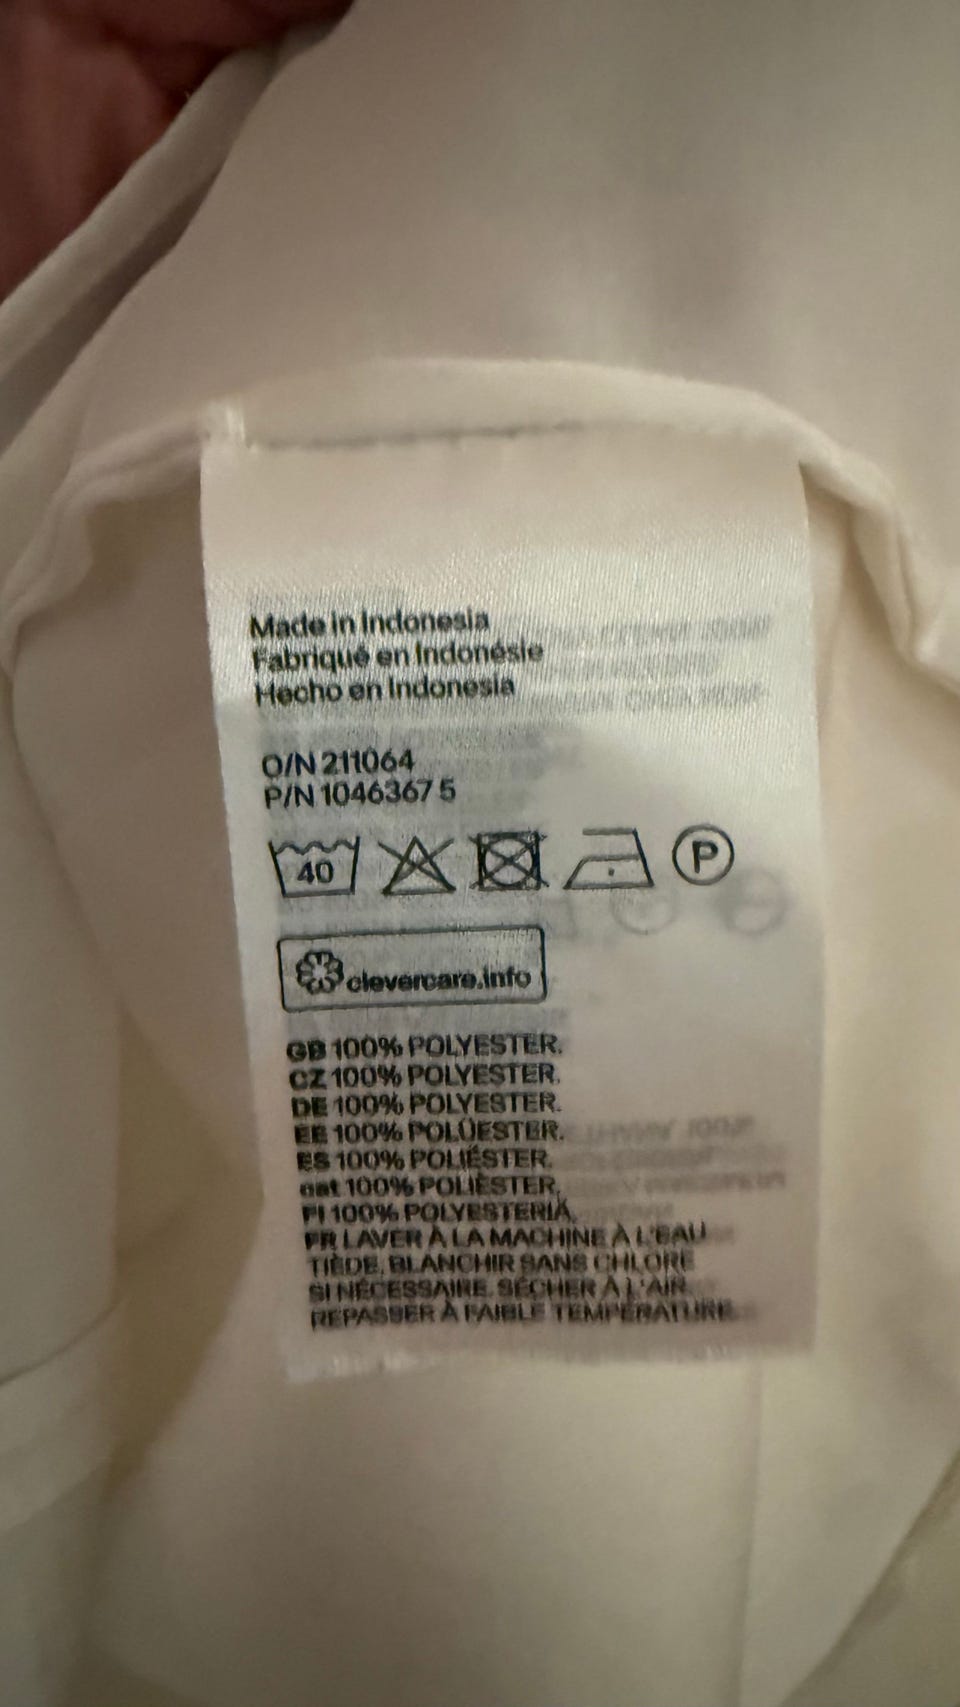 Made in Indonesia
Fabriqué en Indonésie
Hecho en Indonesia
O/N 211064
P/N 10463675
40 P
clevercare.info
GB 100% POLYESTER.
CZ 100% POLYESTER.
DE 100% POLYESTER.
EE 100% POLÜESTER.
ES 100% POLIÉSTER.
cat 100% POLIÈSTER.
FI 100% POLYESTERIÄ.
FR LAVER À LA MACHINE À L'EAU
TIÈDE, BLANCHIR SANS CHLORE
SI NÉCESSAIRE. SÉCHER À L'AIR.
REPASSER À FAIBLE TEMPÉRATURE.